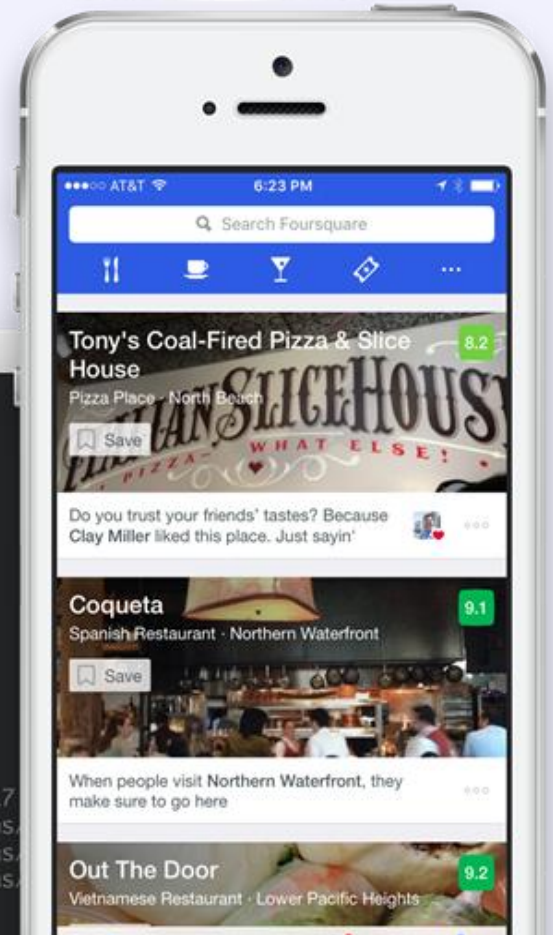 AT&T 6:23 PM
Search Foursquare
Tony's Coal-Fired Pizza & Slice
House
8.2
Pizza Place · North Beach
Save
SLICE HOUSE
PIZZA WHAT ELSE!
Do you trust your friends' tastes? Because
Clay Miller liked this place. Just sayin'
Coqueta
9.1
Spanish Restaurant · Northern Waterfront
Save
When people visit Northern Waterfront, they
make sure to go here
Out The Door
9.2
Vietnamese Restaurant · Lower Pacific Heights